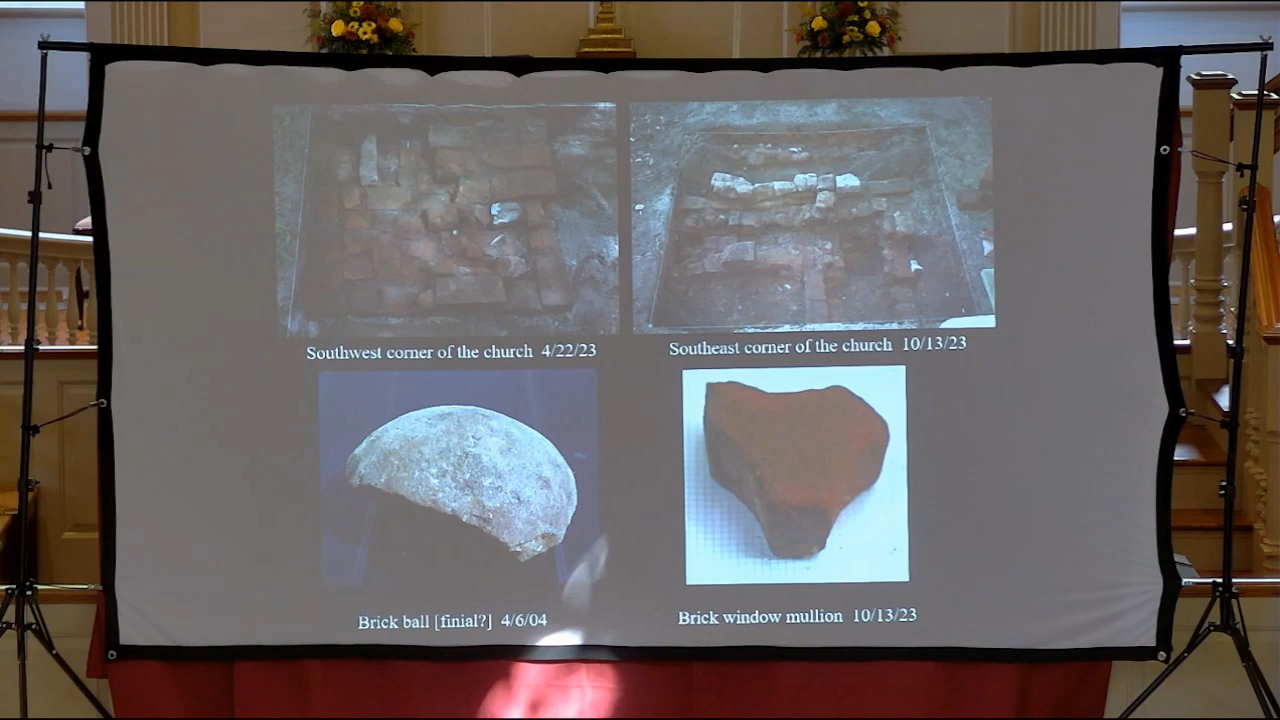 Southwest corner of the church 4/22/23
Southeast corner of the church 10/13/23
Brick ball [finial?] 4/6/04
Brick window mullion 10/13/23